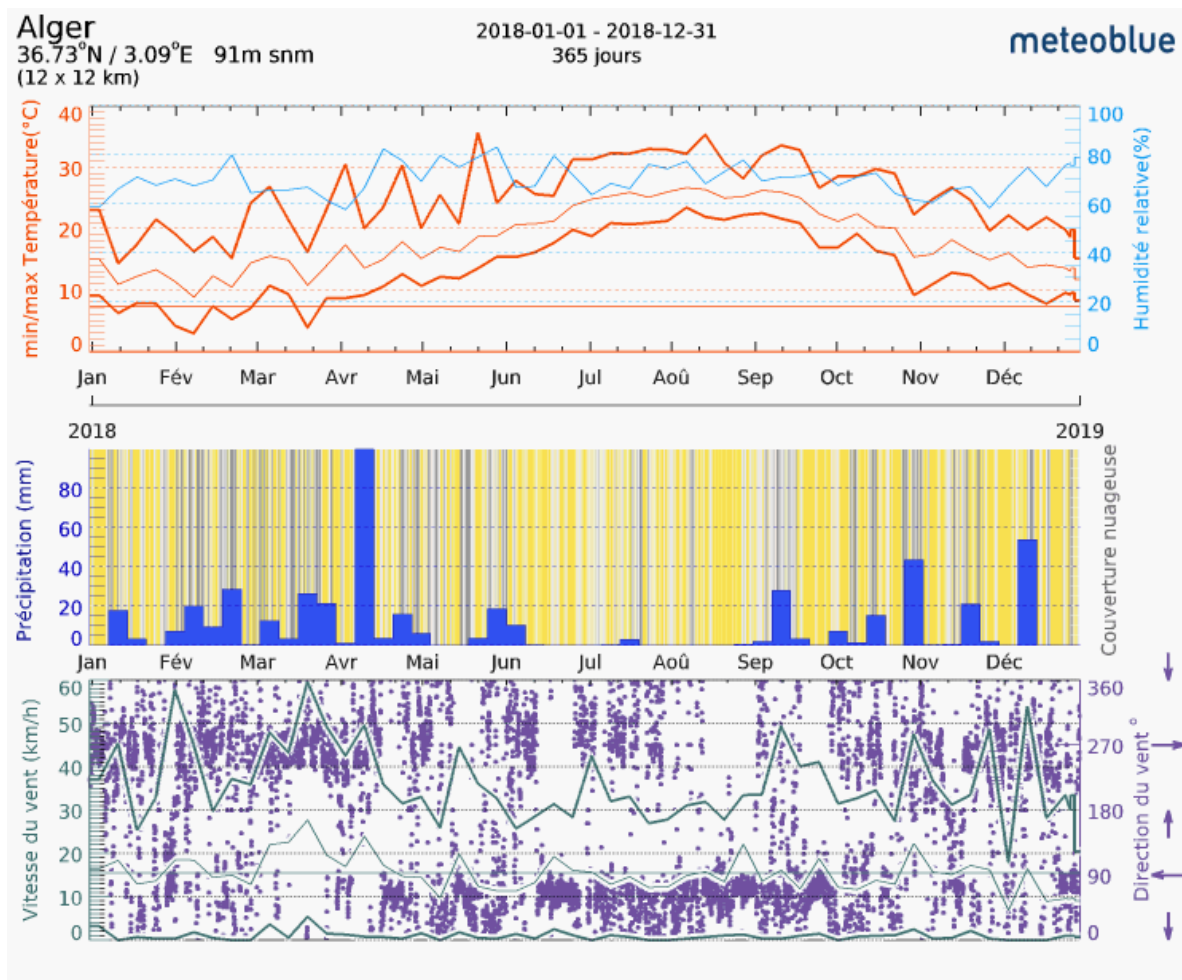 Alger
36.73°N / 3.09°E 91m snm
(12 x 12 km)
2018-01-01 - 2018-12-31
365 jours
meteoblue
min/max Température(°C)
40
30
20
10
0
100
80
60
40
20
0
Humidité relative(%)
Jan Fév Mar Avr Mai Jun Jul Aoû Sep Oct Nov Déc
2018 2019
Précipitation (mm)
80
60
40
20
0
Couverture nuageuse
Jan Fév Mar Avr Mai Jun Jul Aoû Sep Oct Nov Déc
Vitesse du vent (km/h)
60
50
40
30
20
10
0
360
270
180
90
0
Direction du vent °